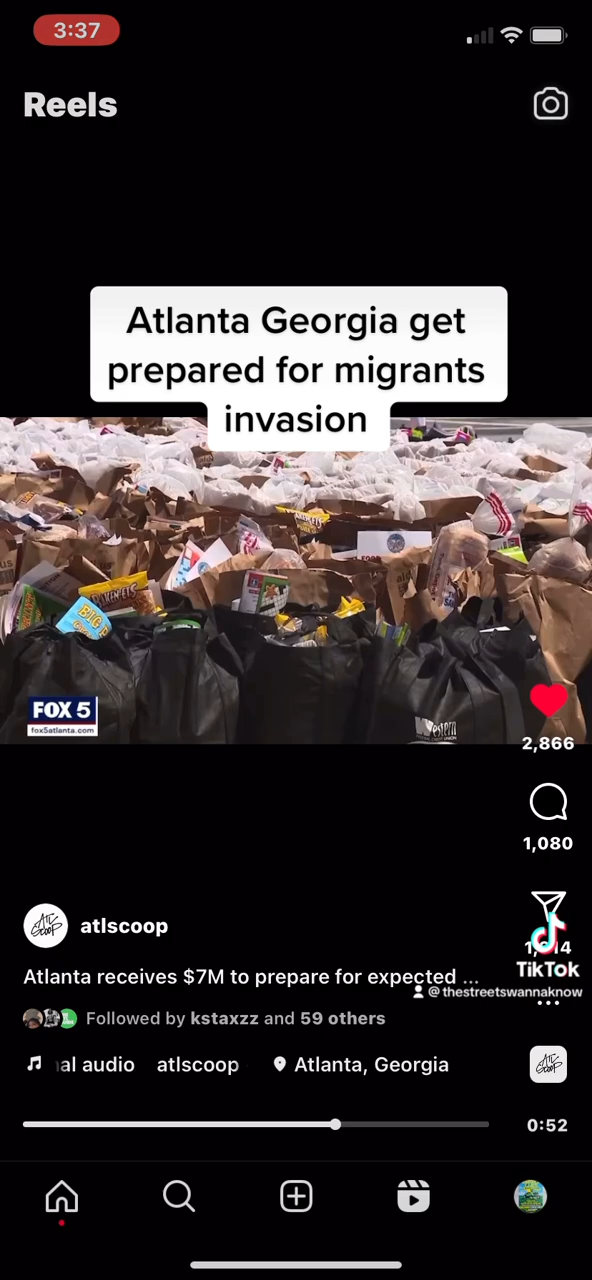 3:37
Reels
Atlanta Georgia get
prepared for migrants
invasion
BIG
FOX 5
fox5atlanta.com
Western
2,866
1,080
atlscoop
TikTok
Atlanta receives $7M to prepare for expected ...
@thestreetswannaknow
Followed by kstaxzz and 59 others
al audio atlscoop Atlanta, Georgia
0:52